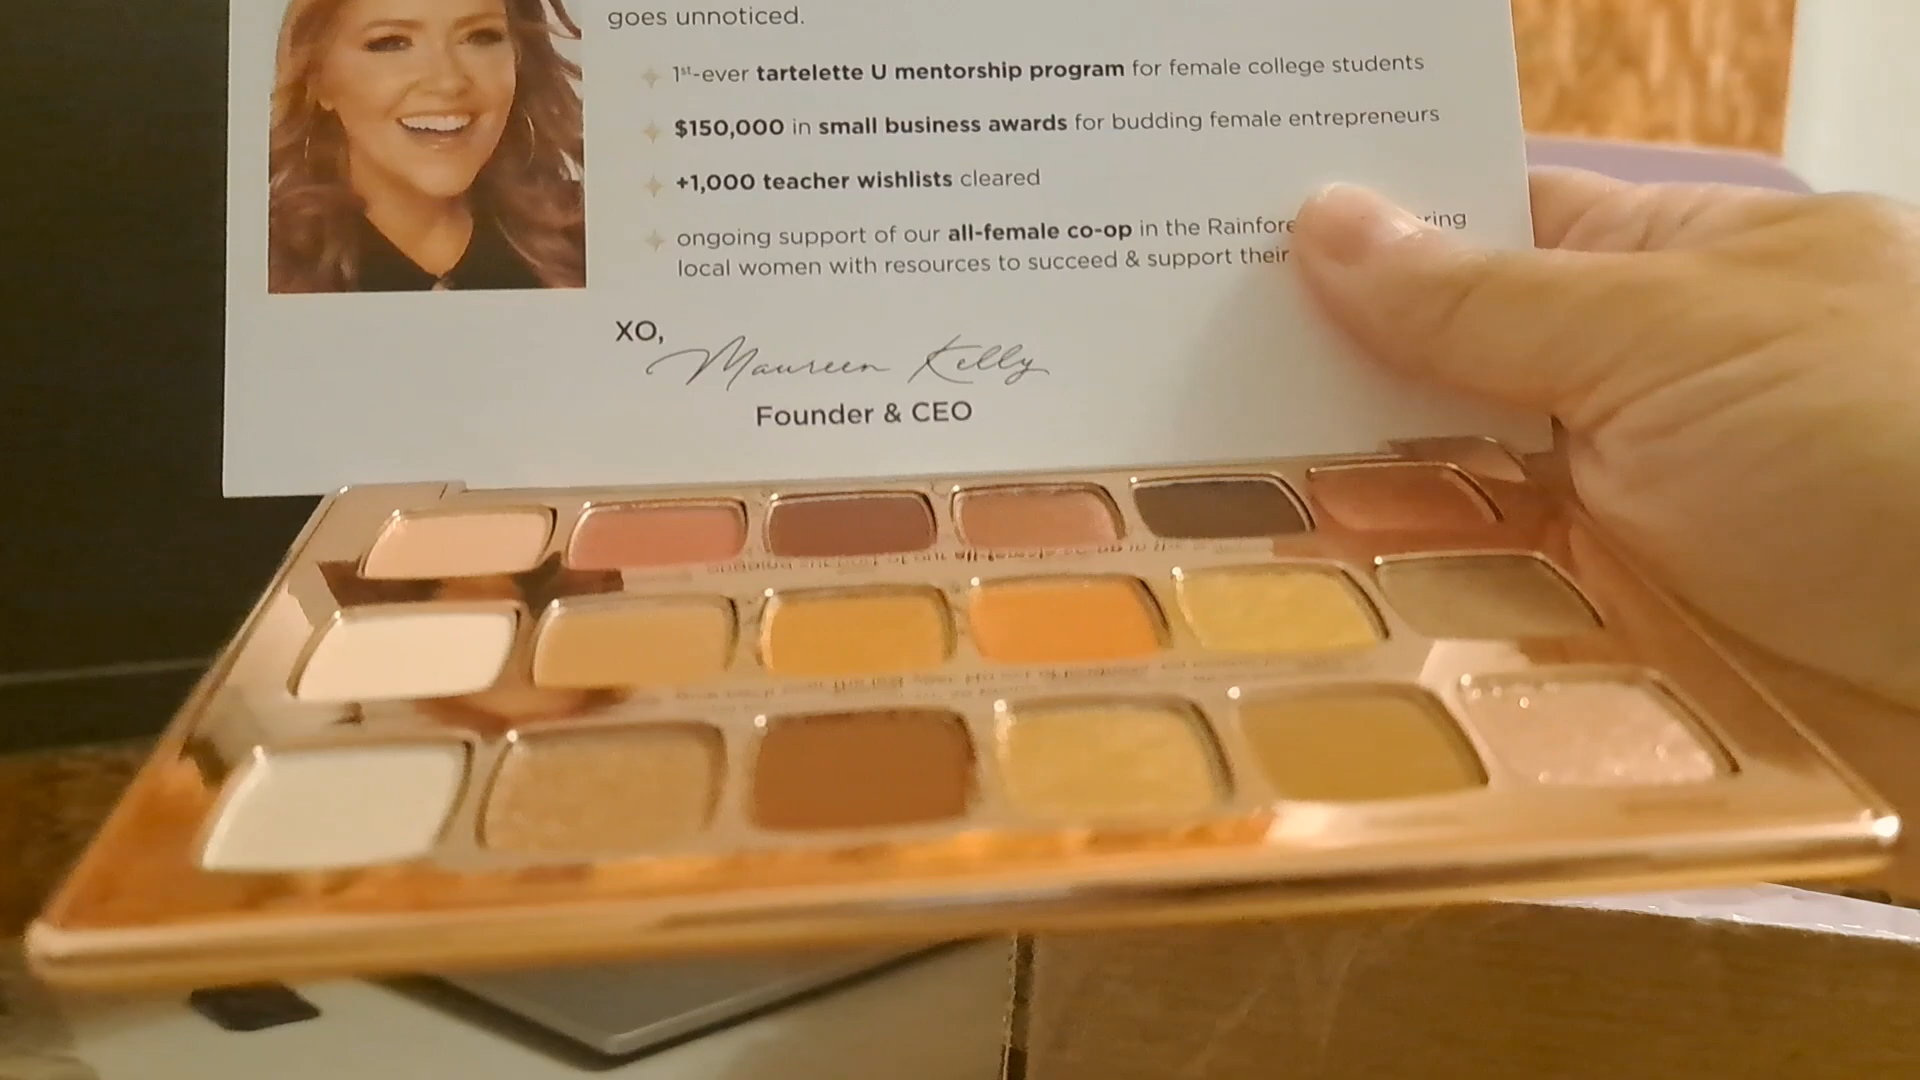 goes unnoticed.
1st-ever tartelette U mentorship program for female college students
$150,000 in small business awards for budding female entrepreneurs
+1,000 teacher wishlists cleared
ongoing support of our all-female co-op in the
local women with resources to succeed & support their
XO,
Maureen Kelly
Founder & CEO